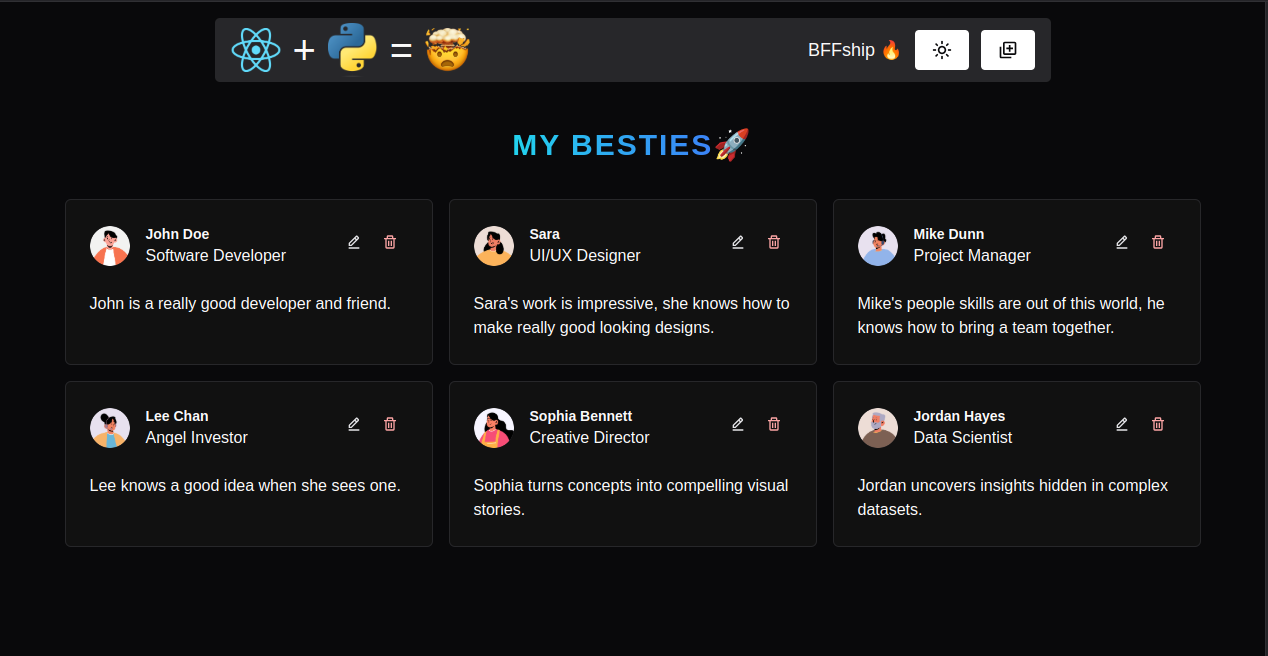 + = 🤯 BFFship 🔥
MY BESTIES🚀
John Doe
Software Developer
John is a really good developer and friend.
Sara
UI/UX Designer
Sara's work is impressive, she knows how to
make really good looking designs.
Mike Dunn
Project Manager
Mike's people skills are out of this world, he
knows how to bring a team together.
Lee Chan
Angel Investor
Lee knows a good idea when she sees one.
Sophia Bennett
Creative Director
Sophia turns concepts into compelling visual
stories.
Jordan Hayes
Data Scientist
Jordan uncovers insights hidden in complex
datasets.